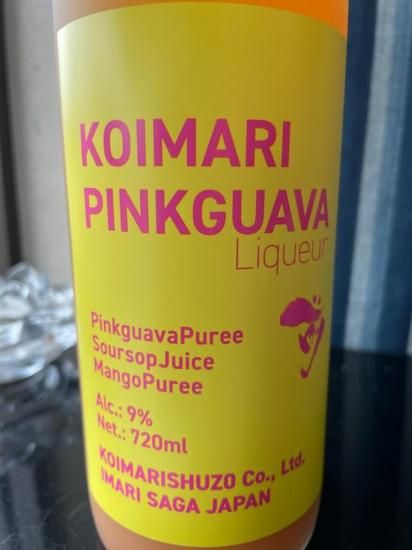 KOIMARI
PINKGUAVA
Liqueur
PinkguavaPuree
SoursopJuice
MangoPuree
Alc.: 9%
Net.: 720ml
KOIMARISHUZO Co., Ltd.
IMARI SAGA JAPAN